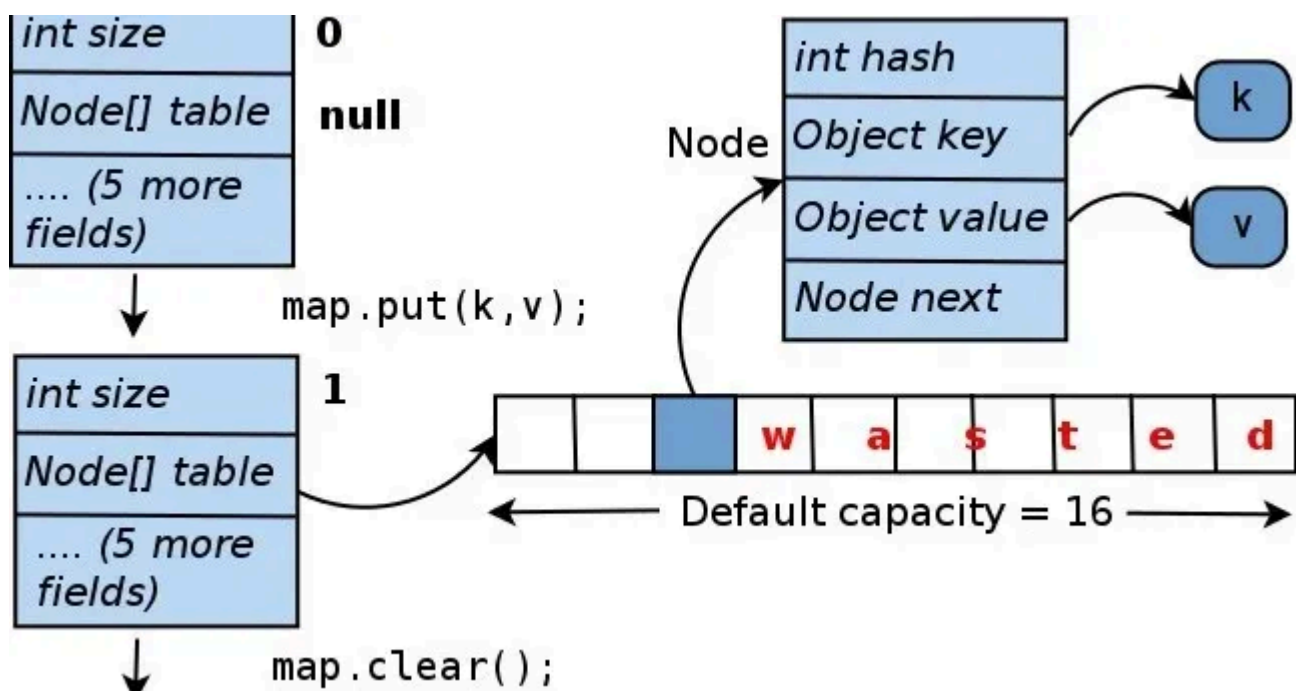 int size
0
Node[] table
null
.... (5 more
fields)
map.put(k,v);
Node
int hash
Object key
Object value
Node next
k
v
int size
1
Node[] table
.... (5 more
fields)
w a s t e d
Default capacity = 16
map.clear();